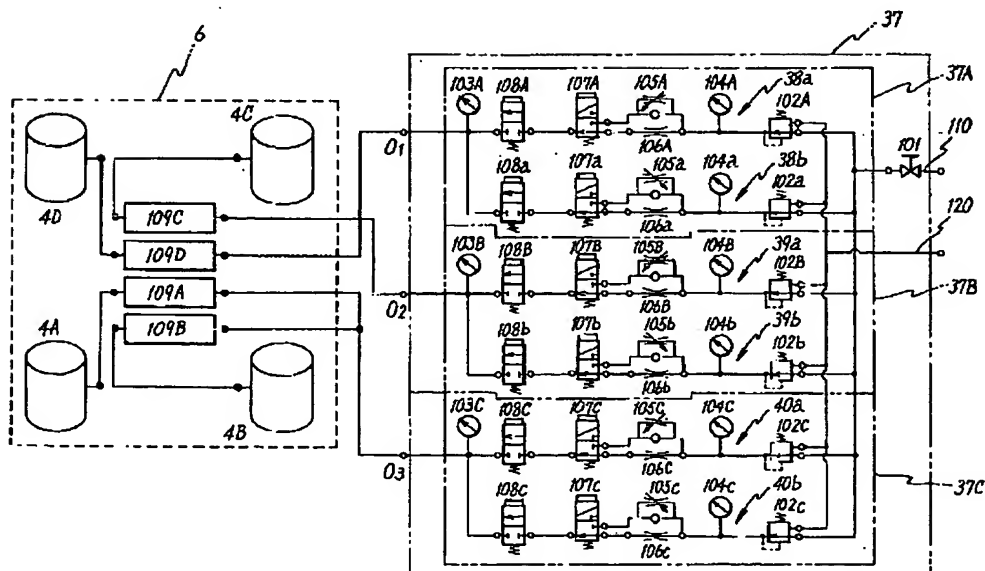 6
37
4D
4C
4A
4B
109C
109D
109A
109B
O1
O2
O3
103A
108A
107A
105A
104A
38a
102A
37A
106A
108a
107a
105a
104a
38b
102a
101
110
106a
120
103B
108B
107B
105B
104B
39a
102B
37B
106B
108b
107b
105b
104b
39b
102b
106b
103C
108C
107C
105C
104C
40a
102C
37C
106C
108c
107c
105c
104c
40b
102c
106c